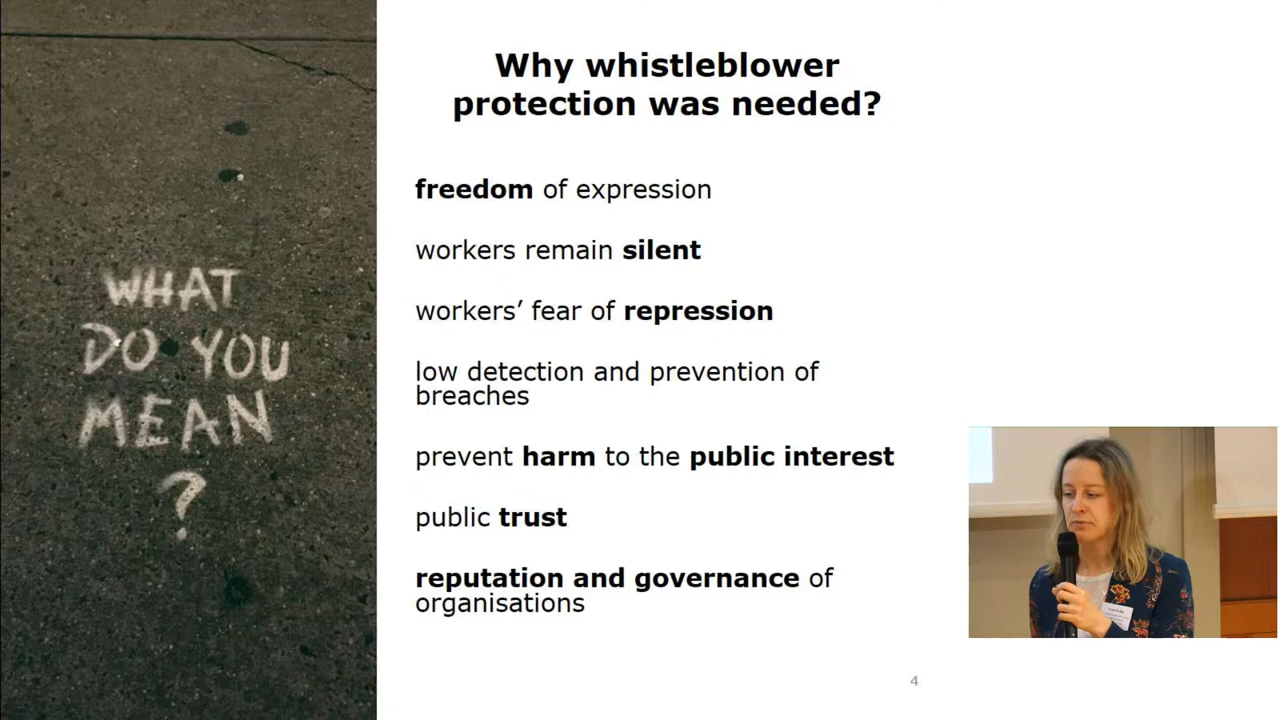 WHAT
DO YOU
MEAN
?
Why whistleblower
protection was needed?
freedom of expression
workers remain silent
workers’ fear of repression
low detection and prevention of
breaches
prevent harm to the public interest
public trust
reputation and governance of
organisations
4